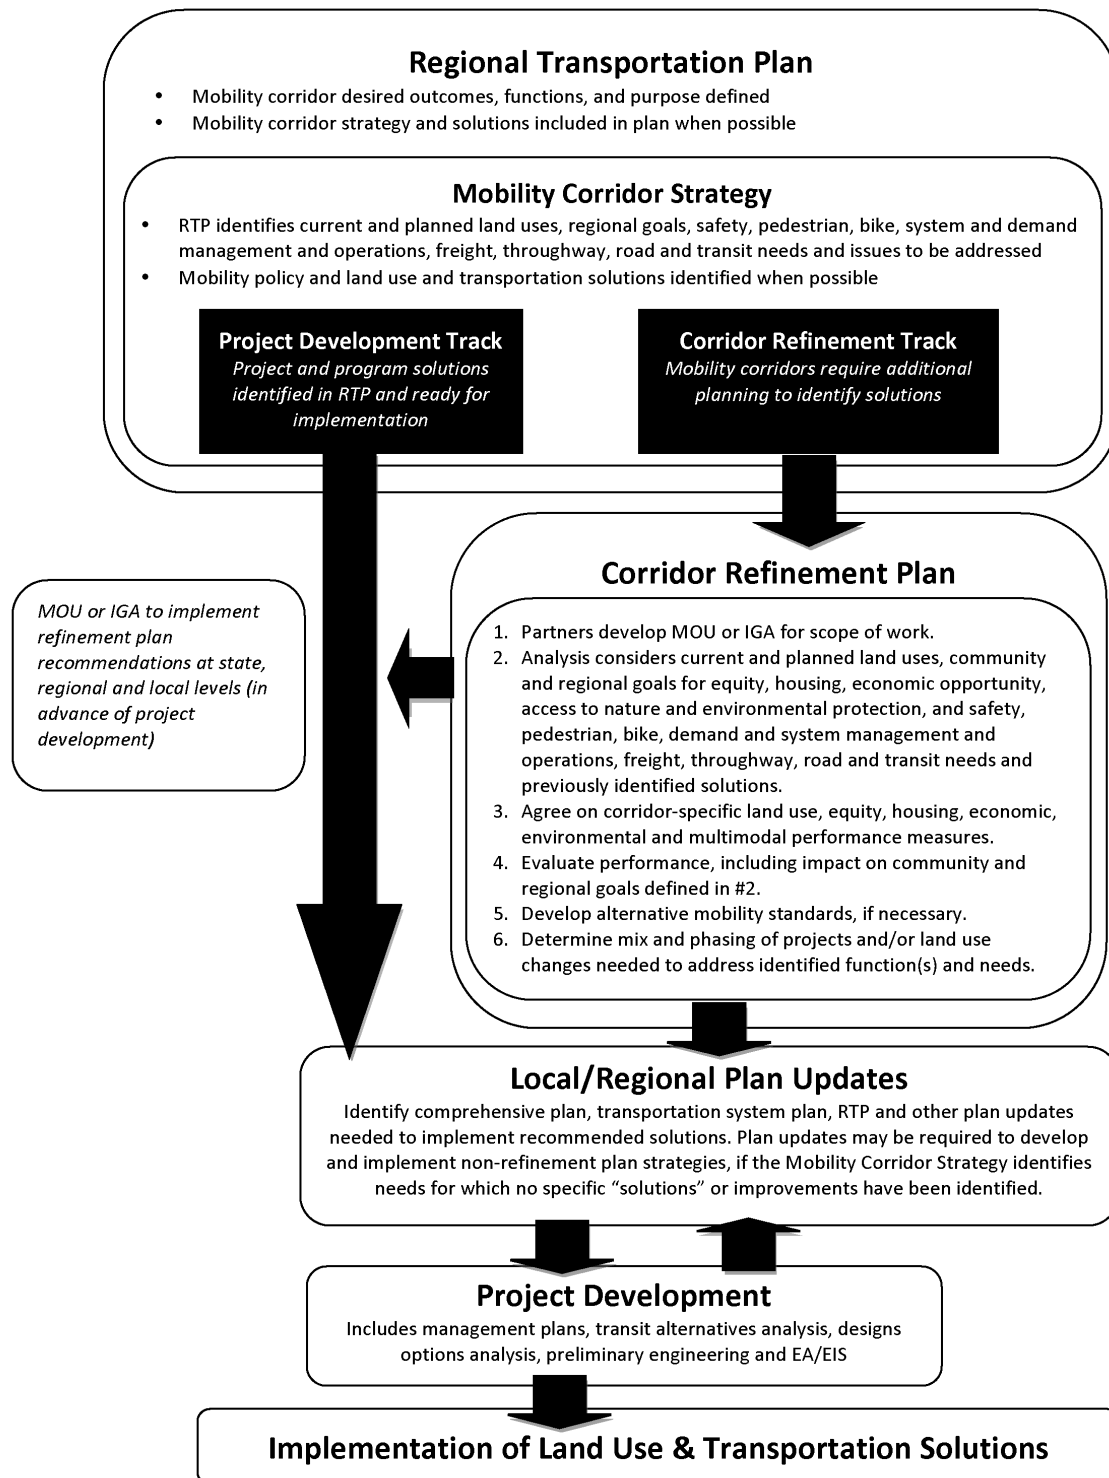 Regional Transportation Plan
• Mobility corridor desired outcomes, functions, and purpose defined
• Mobility corridor strategy and solutions included in plan when possible
Mobility Corridor Strategy
• RTP identifies current and planned land uses, regional goals, safety, pedestrian, bike, system and demand
management and operations, freight, throughway, road and transit needs and issues to be addressed
• Mobility policy and land use and transportation solutions identified when possible
Project Development Track
Project and program solutions
identified in RTP and ready for
implementation
Corridor Refinement Track
Mobility corridors require additional
planning to identify solutions
MOU or IGA to implement
refinement plan
recommendations at state,
regional and local levels (in
advance of project
development)
Corridor Refinement Plan
1. Partners develop MOU or IGA for scope of work.
2. Analysis considers current and planned land uses, community
and regional goals for equity, housing, economic opportunity,
access to nature and environmental protection, and safety,
pedestrian, bike, demand and system management and
operations, freight, throughway, road and transit needs and
previously identified solutions.
3. Agree on corridor-specific land use, equity, housing, economic,
environmental and multimodal performance measures.
4. Evaluate performance, including impact on community and
regional goals defined in #2.
5. Develop alternative mobility standards, if necessary.
6. Determine mix and phasing of projects and/or land use
changes needed to address identified function(s) and needs.
Local/Regional Plan Updates
Identify comprehensive plan, transportation system plan, RTP and other plan updates
needed to implement recommended solutions. Plan updates may be required to develop
and implement non-refinement plan strategies, if the Mobility Corridor Strategy identifies
needs for which no specific “solutions” or improvements have been identified.
Project Development
Includes management plans, transit alternatives analysis, designs
options analysis, preliminary engineering and EA/EIS
Implementation of Land Use & Transportation Solutions